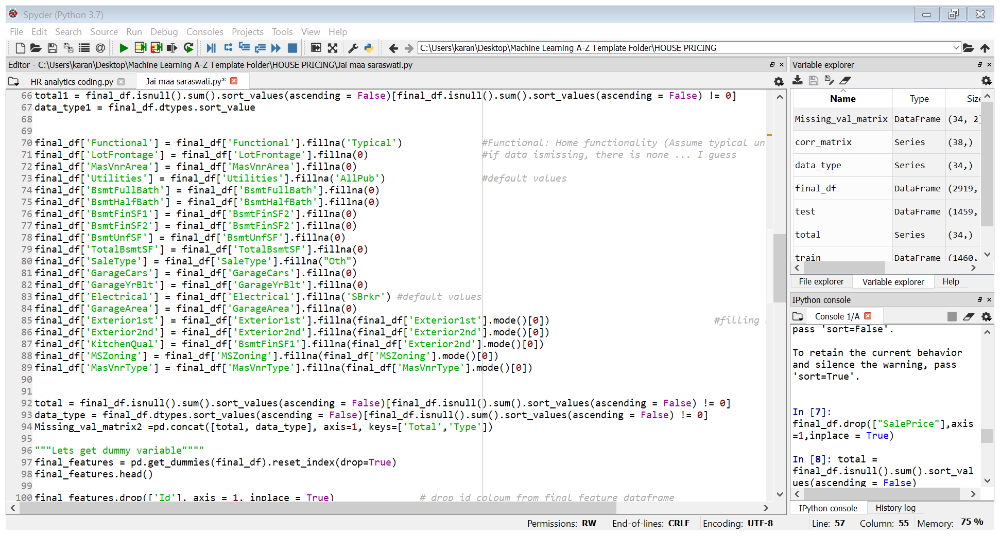 Spyder (Python 3.7)
File Edit Search Source Run Debug Consoles Projects Tools View Help
C:\Users\karan\Desktop\Machine Learning A-Z Template Folder\HOUSE PRICING
Editor - C:\Users\karan\Desktop\Machine Learning A-Z Template Folder\HOUSE PRICING\Jai maa saraswati.py
HR analytics coding.py
Jai maa saraswati.py*
66 total1 = final_df.isnull().sum().sort_values(ascending = False)[final_df.isnull().sum().sort_values(ascending = False) != 0]
67 data_type1 = final_df.dtypes.sort_value
68
69
70 final_df['Functional'] = final_df['Functional'].fillna('Typical') #Functional: Home functionality (Assume typical un
71 final_df['LotFrontage'] = final_df['LotFrontage'].fillna(0) #if data ismissing, there is none ... I guess
72 final_df['MasVnrArea'] = final_df['MasVnrArea'].fillna(0)
73 final_df['Utilities'] = final_df['Utilities'].fillna('AllPub') #default values
74 final_df['BsmtFullBath'] = final_df['BsmtFullBath'].fillna(0)
75 final_df['BsmtHalfBath'] = final_df['BsmtHalfBath'].fillna(0)
76 final_df['BsmtFinSF1'] = final_df['BsmtFinSF2'].fillna(0)
77 final_df['BsmtFinSF2'] = final_df['BsmtFinSF2'].fillna(0)
78 final_df['BsmtUnfSF'] = final_df['BsmtUnfSF'].fillna(0)
79 final_df['TotalBsmtSF'] = final_df['TotalBsmtSF'].fillna(0)
80 final_df['SaleType'] = final_df['SaleType'].fillna("Oth")
81 final_df['GarageCars'] = final_df['GarageCars'].fillna(0)
82 final_df['GarageYrBlt'] = final_df['GarageYrBlt'].fillna(0)
83 final_df['Electrical'] = final_df['Electrical'].fillna('SBrkr') #default values
84 final_df['GarageArea'] = final_df['GarageArea'].fillna(0)
85 final_df['Exterior1st'] = final_df['Exterior1st'].fillna(final_df['Exterior1st'].mode()[0]) #filling
86 final_df['Exterior2nd'] = final_df['Exterior2nd'].fillna(final_df['Exterior2nd'].mode()[0])
87 final_df['KitchenQual'] = final_df['BsmtFinSF1'].fillna(final_df['Exterior2nd'].mode()[0])
88 final_df['MSZoning'] = final_df['MSZoning'].fillna(final_df['MSZoning'].mode()[0])
89 final_df['MasVnrType'] = final_df['MasVnrType'].fillna(final_df['MasVnrType'].mode()[0])
90
91
92 total = final_df.isnull().sum().sort_values(ascending = False)[final_df.isnull().sum().sort_values(ascending = False) != 0]
93 data_type = final_df.dtypes.sort_values(ascending = False)[final_df.isnull().sum().sort_values(ascending = False) != 0]
94 Missing_val_matrix2 =pd.concat([total, data_type], axis=1, keys=['Total','Type'])
95
96 """Lets get dummy variable""""
97 final_features = pd.get_dummies(final_df).reset_index(drop=True)
98 final_features.head()
99
100 final features.drop(['Id'], axis = 1, inplace = True) # drop id coloum from final feature dataframe
Variable explorer
Name Type Size
Missing_val_matrix DataFrame (34, 2)
corr_matrix Series (38,)
data_type Series (34,)
final_df DataFrame (2919,
test DataFrame (1459,
total Series (34,)
train DataFrame (1460,
File explorer Variable explorer Help
IPython console
Console 1/A
pass 'sort=False'.
To retain the current behavior
and silence the warning, pass
'sort=True'.
In [7]:
final_df.drop(["SalePrice"],axis
=1,inplace = True)
In [8]: total =
final_df.isnull().sum().sort_val
ues(ascending = False)
IPython console History log
Permissions: RW End-of-lines: CRLF Encoding: UTF-8 Line: 57 Column: 55 Memory: 75 %